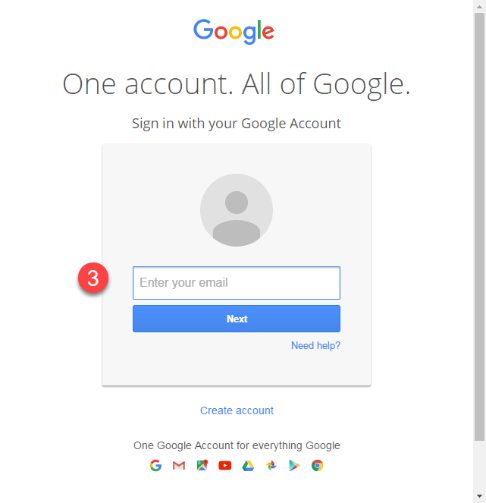 Google
One account. All of Google.
Sign in with your Google Account
3
Enter your email
Next
Need help?
Create account
One Google Account for everything Google